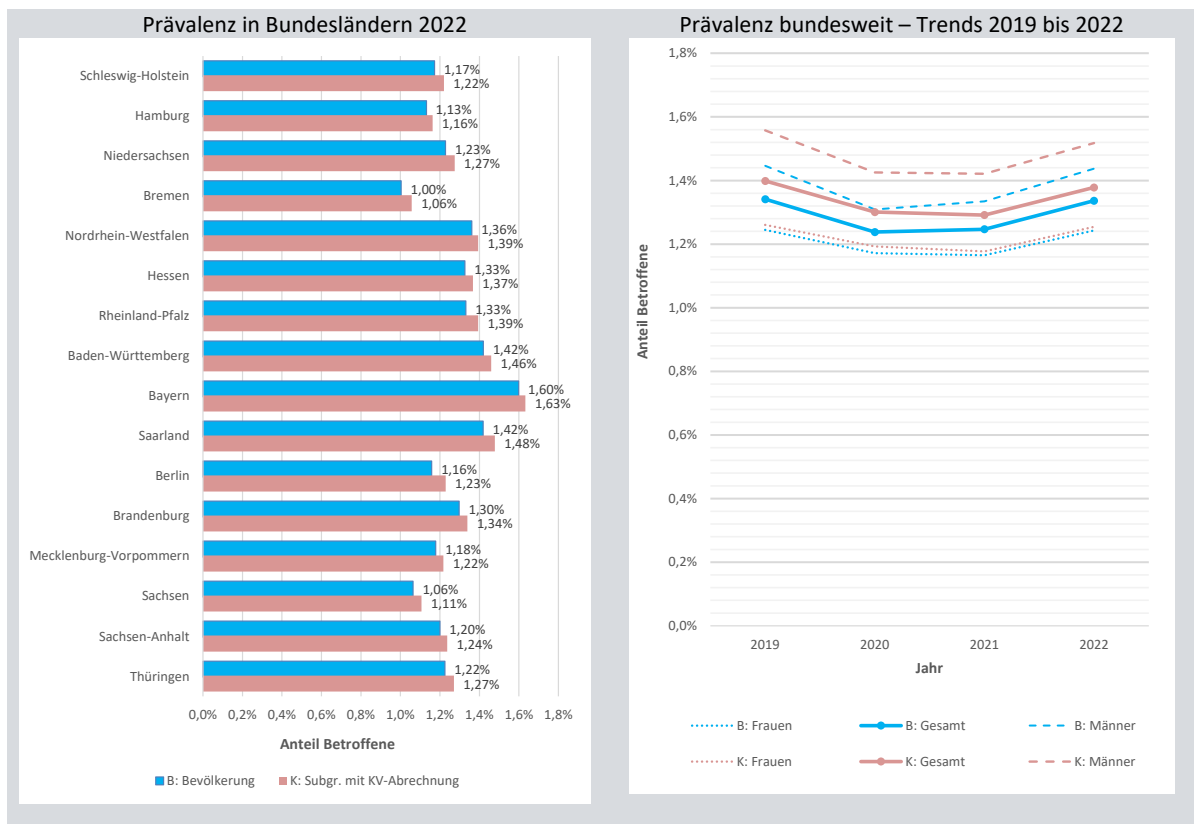 Prävalenz in Bundesländern 2022
Schleswig-Holstein
1,17%
1,22%
Hamburg
1,13%
1,16%
Niedersachsen
1,23%
1,27%
Bremen
1,00%
1,06%
Nordrhein-Westfalen
1,36%
1,39%
Hessen
1,33%
1,37%
Rheinland-Pfalz
1,33%
1,39%
Baden-Württemberg
1,42%
1,46%
Bayern
1,60%
1,63%
Saarland
1,42%
1,48%
Berlin
1,16%
1,23%
Brandenburg
1,30%
1,34%
Mecklenburg-Vorpommern
1,18%
1,22%
Sachsen
1,06%
1,11%
Sachsen-Anhalt
1,20%
1,24%
Thüringen
1,22%
1,27%
0,0% 0,2% 0,4% 0,6% 0,8% 1,0% 1,2% 1,4% 1,6% 1,8%
Anteil Betroffene
B: Bevölkerung K: Subgr. mit KV-Abrechnung
Prävalenz bundesweit – Trends 2019 bis 2022
1,8%
1,6%
1,4%
1,2%
1,0%
0,8%
0,6%
0,4%
0,2%
0,0%
Anteil Betroffene
2019 2020 2021 2022
Jahr
B: Frauen B: Gesamt B: Männer
K: Frauen K: Gesamt K: Männer